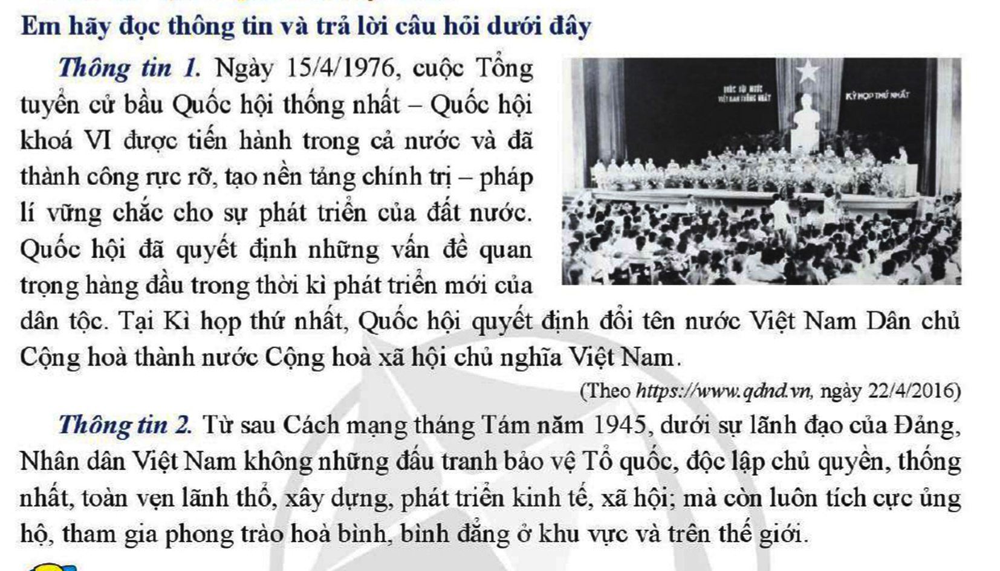 Em hãy đọc thông tin và trả lời câu hỏi dưới đây
Thông tin 1. Ngày 15/4/1976, cuộc Tổng
tuyển cử bầu Quốc hội thống nhất – Quốc hội
khoá VI được tiến hành trong cả nước và đã
thành công rực rỡ, tạo nền tảng chính trị – pháp
lí vững chắc cho sự phát triển của đất nước.
Quốc hội đã quyết định những vấn đề quan
trọng hàng đầu trong thời kì phát triển mới của
dân tộc. Tại Kì họp thứ nhất, Quốc hội quyết định đổi tên nước Việt Nam Dân chủ
Cộng hoà thành nước Cộng hoà xã hội chủ nghĩa Việt Nam.
(Theo https://www.qdnd.vn, ngày 22/4/2016)
Thông tin 2. Từ sau Cách mạng tháng Tám năm 1945, dưới sự lãnh đạo của Đảng,
Nhân dân Việt Nam không những đấu tranh bảo vệ Tổ quốc, độc lập chủ quyền, thống
nhất, toàn vẹn lãnh thổ, xây dựng, phát triển kinh tế, xã hội; mà còn luôn tích cực ủng
hộ, tham gia phong trào hoà bình, bình đẳng ở khu vực và trên thế giới.
QUỐC HỘI NƯỚC
VIỆT NAM THỐNG NHẤT
KỲ HỌP THỨ NHẤT